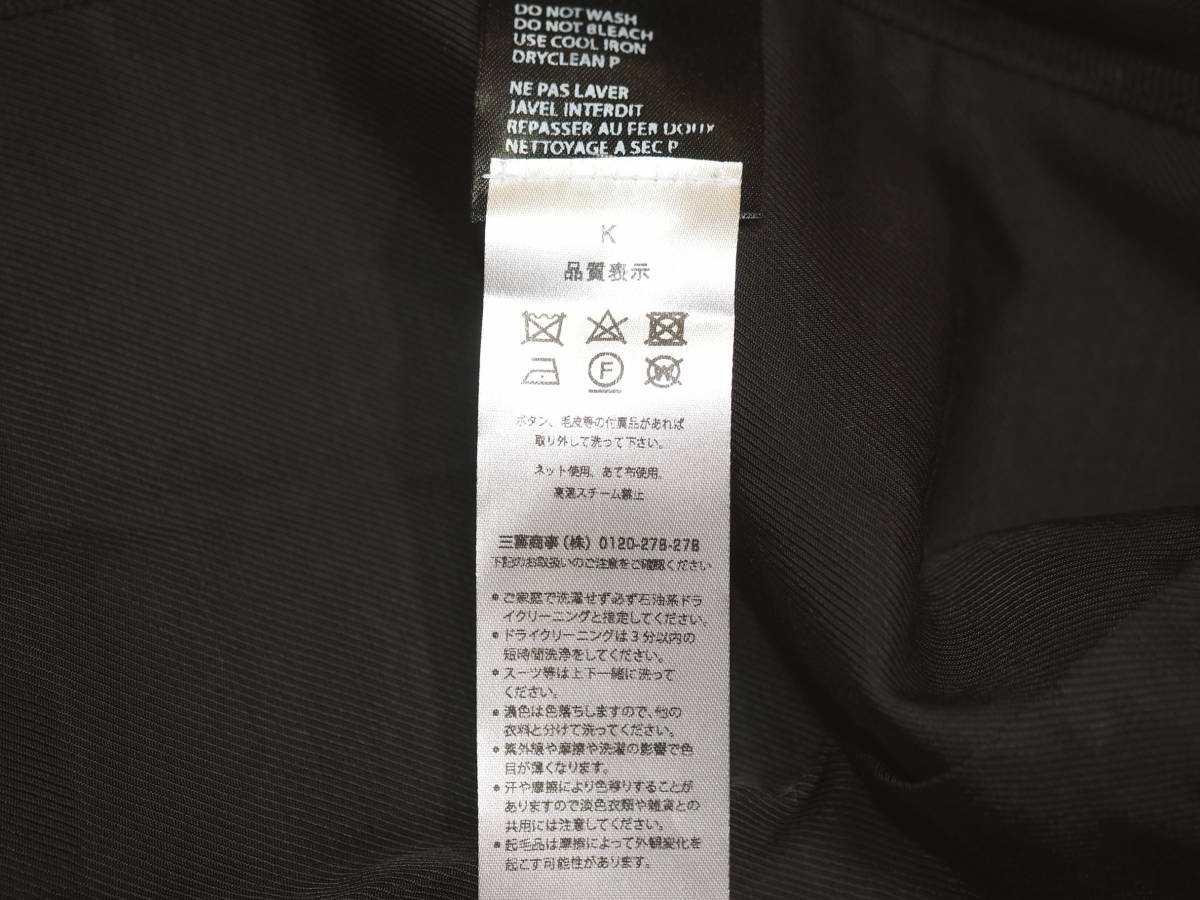 DO NOT WASH
DO NOT BLEACH
USE COOL IRON
DRYCLEAN P
NE PAS LAVER
JAVEL INTERDIT
REPASSER AU FER DOUX
NETTOYAGE A SEC P
K
品質表示
F
W
ボタン、毛皮等の付属品があれば
取り外して洗って下さい。
ネット使用、あて布使用、
高温スチーム禁止
三喜商事(株) 0120-278-278
下記のお取扱いのご注意をご確認ください
• ご家庭で洗濯せず必ず石油系ドラ
イクリーニングと指定してください。
• ドライクリーニングは3分以内の
短時間洗浄をしてください。
• スーツ等は上下一緒に洗って
ください。
• 濃色は色落ちしますので、他の
衣料と分けて洗ってください。
• 紫外線や摩擦や洗濯の影響で色
目が薄くなります。
• 汗や摩擦により色移りすることが
ありますので淡色衣類や雑貨との
共用には注意してください。
• 起毛品は摩擦によって外観変化を
起こす可能性があります。